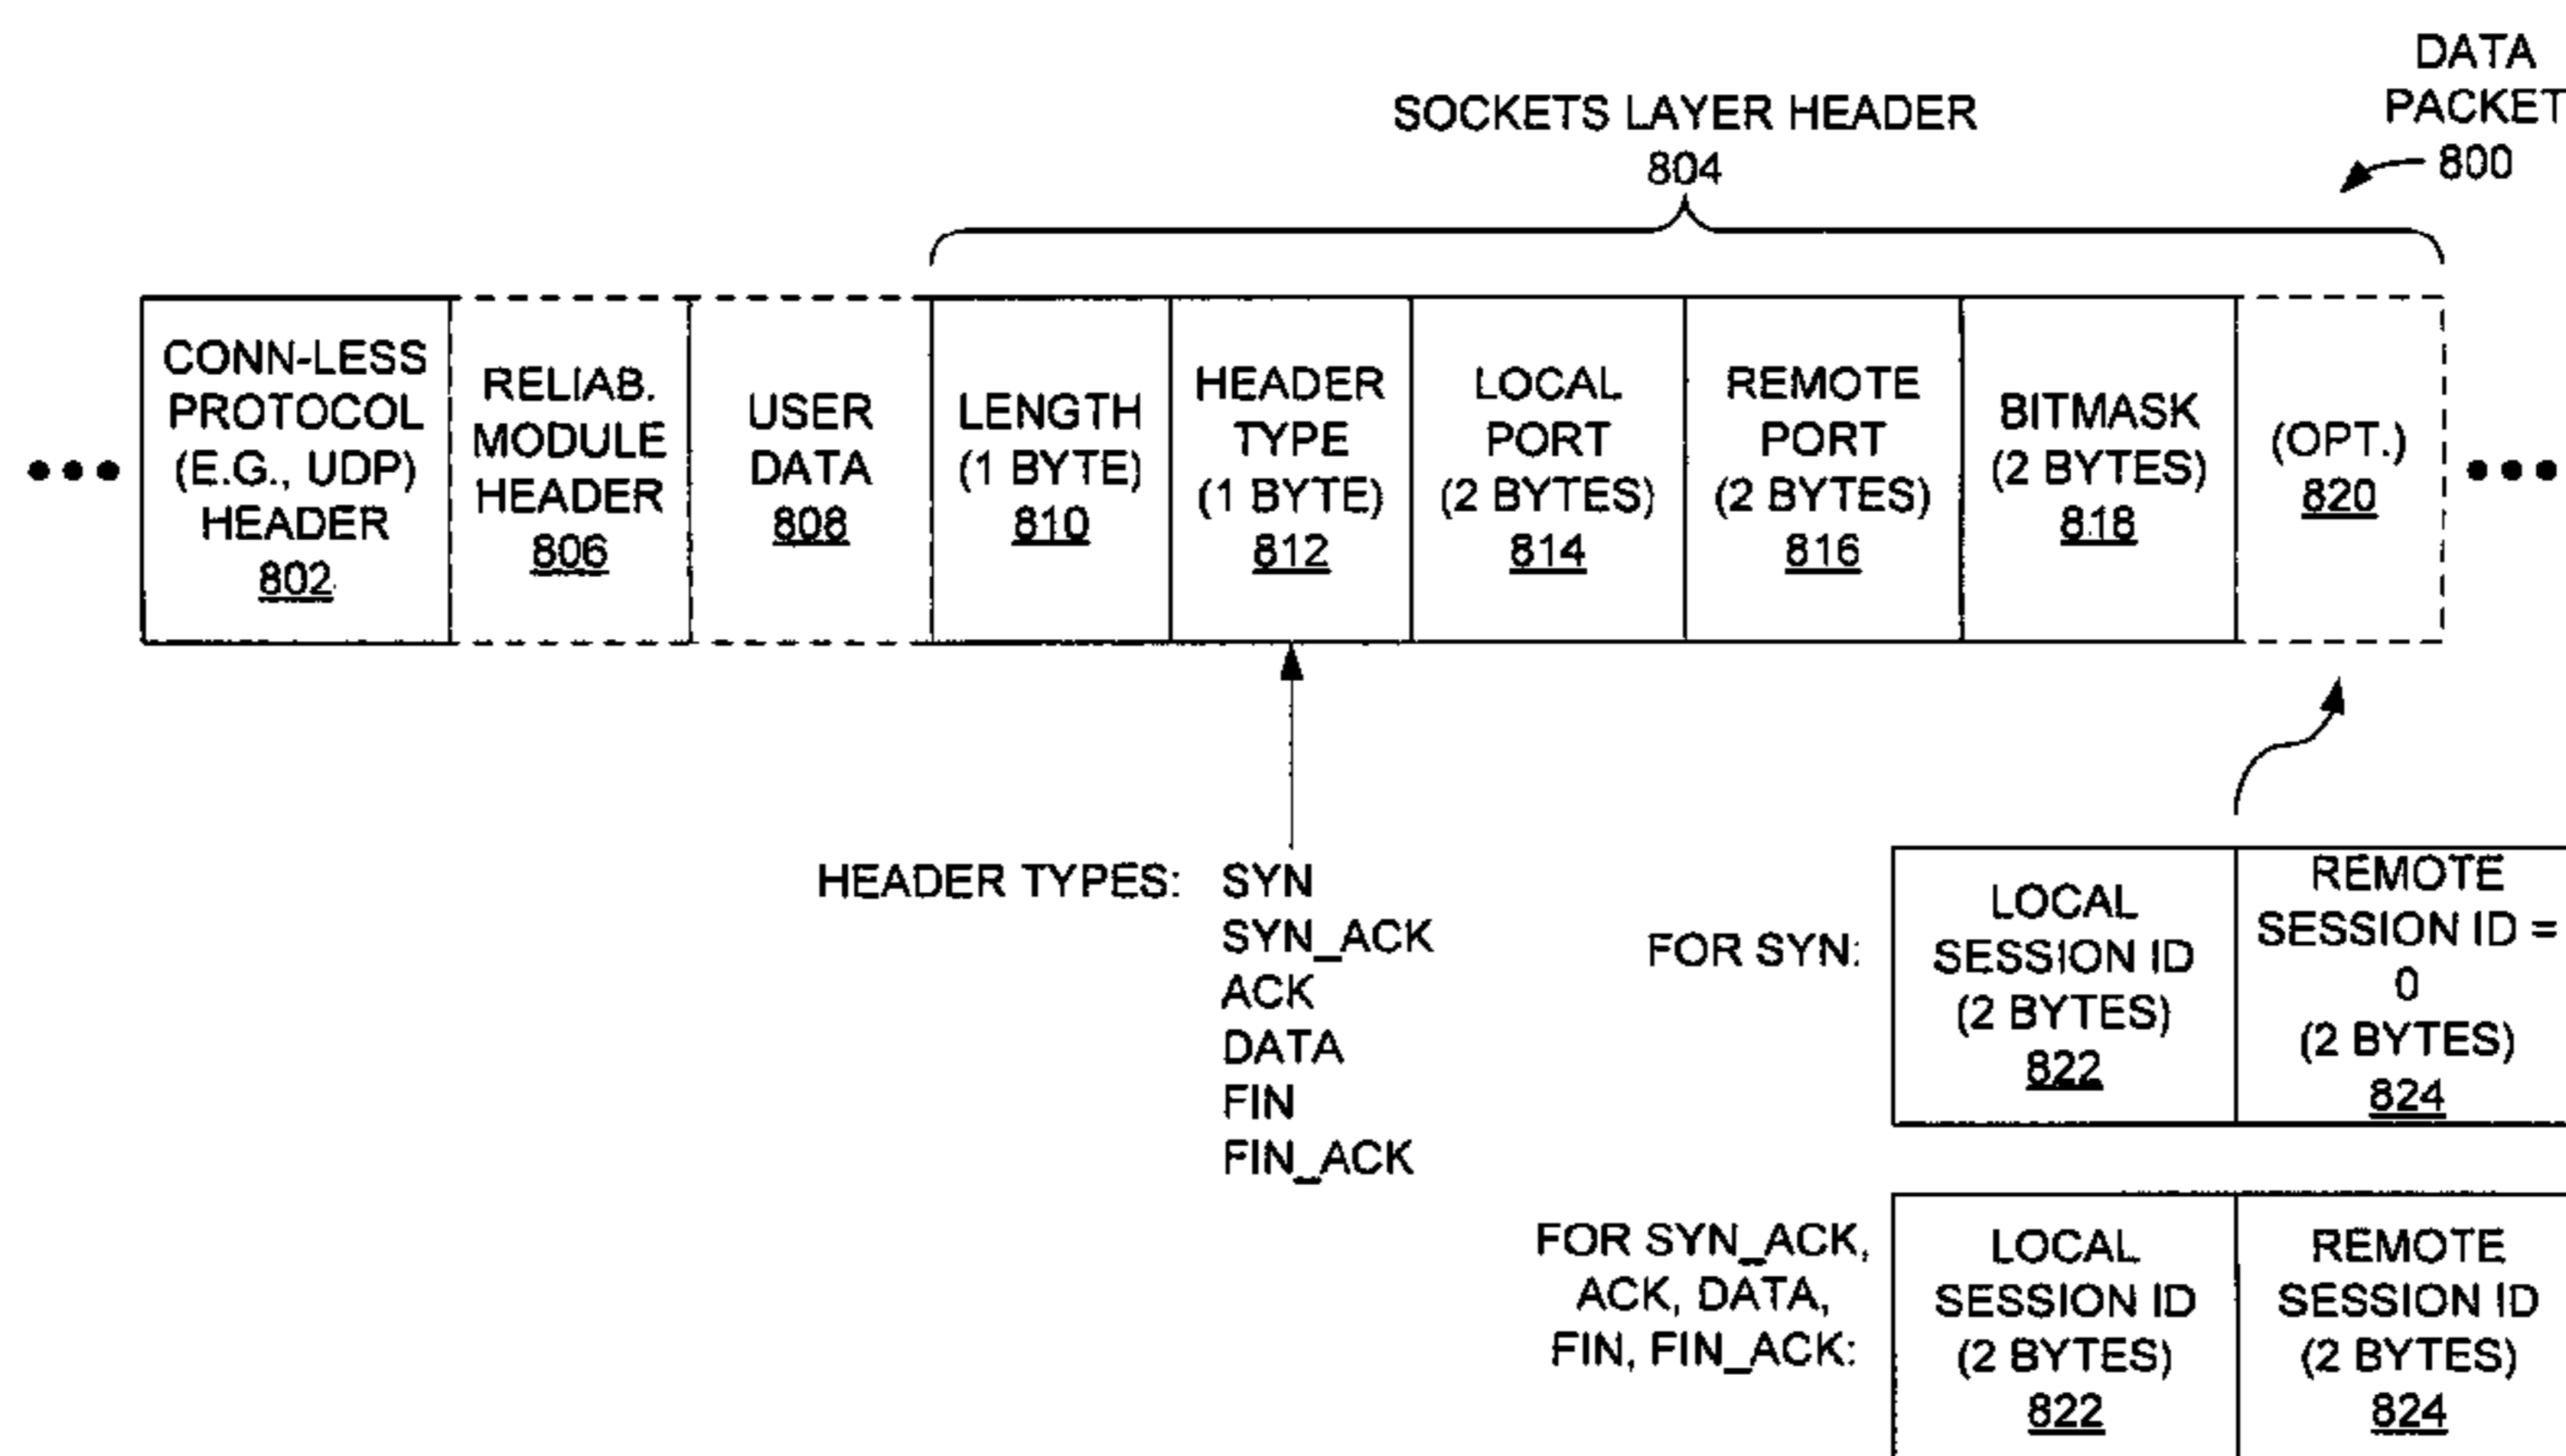 DATA
PACKET
800
SOCKETS LAYER HEADER
804
CONN-LESS
PROTOCOL
(E.G., UDP)
HEADER
802
RELIAB.
MODULE
HEADER
806
USER
DATA
808
LENGTH
(1 BYTE)
810
HEADER
TYPE
(1 BYTE)
812
LOCAL
PORT
(2 BYTES)
814
REMOTE
PORT
(2 BYTES)
816
BITMASK
(2 BYTES)
818
(OPT.)
820
HEADER TYPES: SYN
SYN_ACK
ACK
DATA
FIN
FIN_ACK
FOR SYN:
LOCAL
SESSION ID
(2 BYTES)
822
REMOTE
SESSION ID =
0
(2 BYTES)
824
FOR SYN_ACK,
ACK, DATA,
FIN, FIN_ACK:
LOCAL
SESSION ID
(2 BYTES)
822
REMOTE
SESSION ID
(2 BYTES)
824